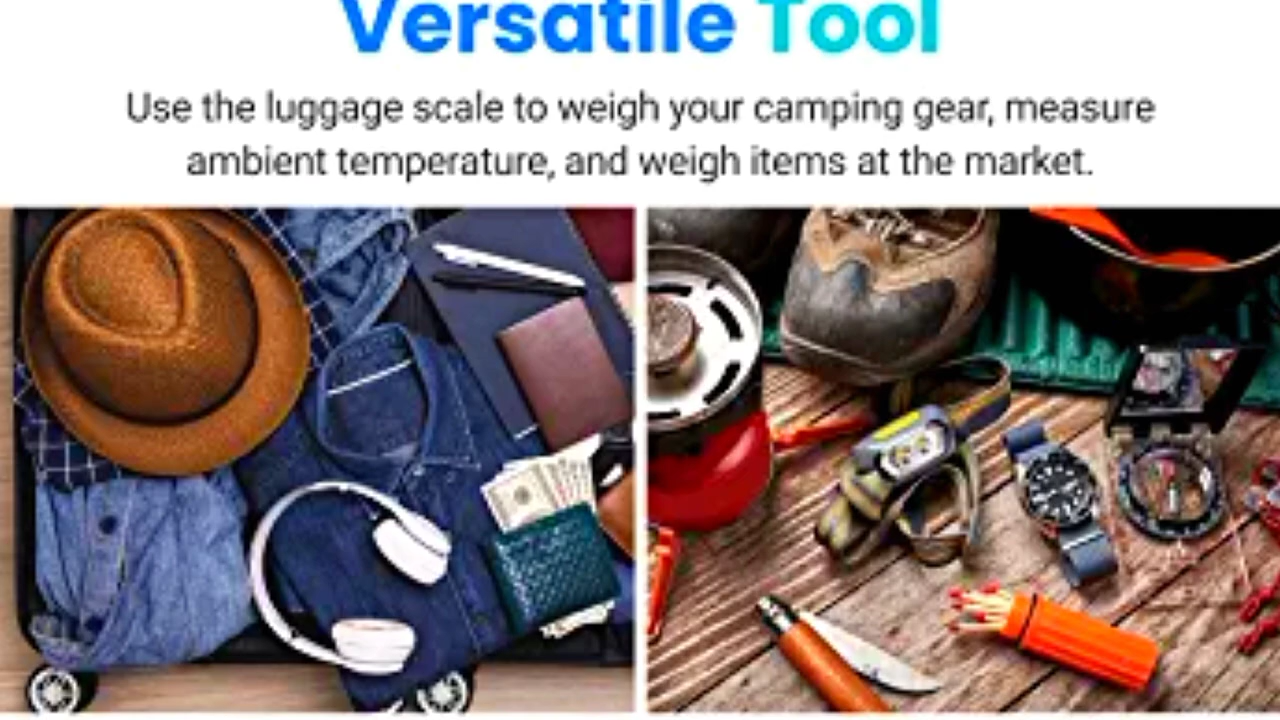 Versatile Tool
Use the luggage scale to weigh your camping gear, measure
ambient temperature, and weigh items at the market.